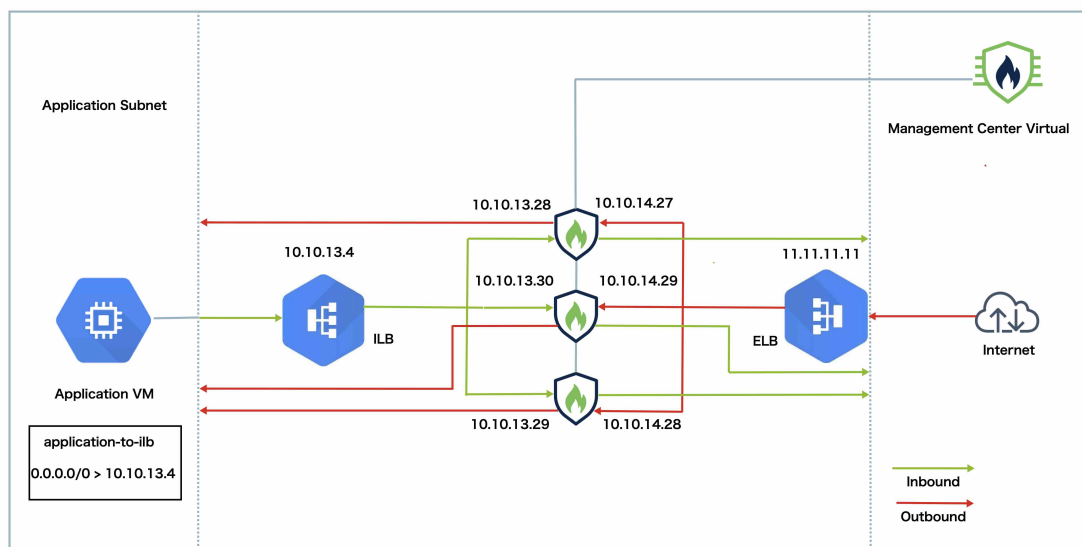 Application Subnet
Management Center Virtual
10.10.13.28
10.10.14.27
10.10.13.4
11.11.11.11
10.10.13.30
10.10.14.29
ILB
ELB
Internet
Application VM
10.10.13.29
10.10.14.28
application-to-ilb
0.0.0.0/0 > 10.10.13.4
Inbound
Outbound